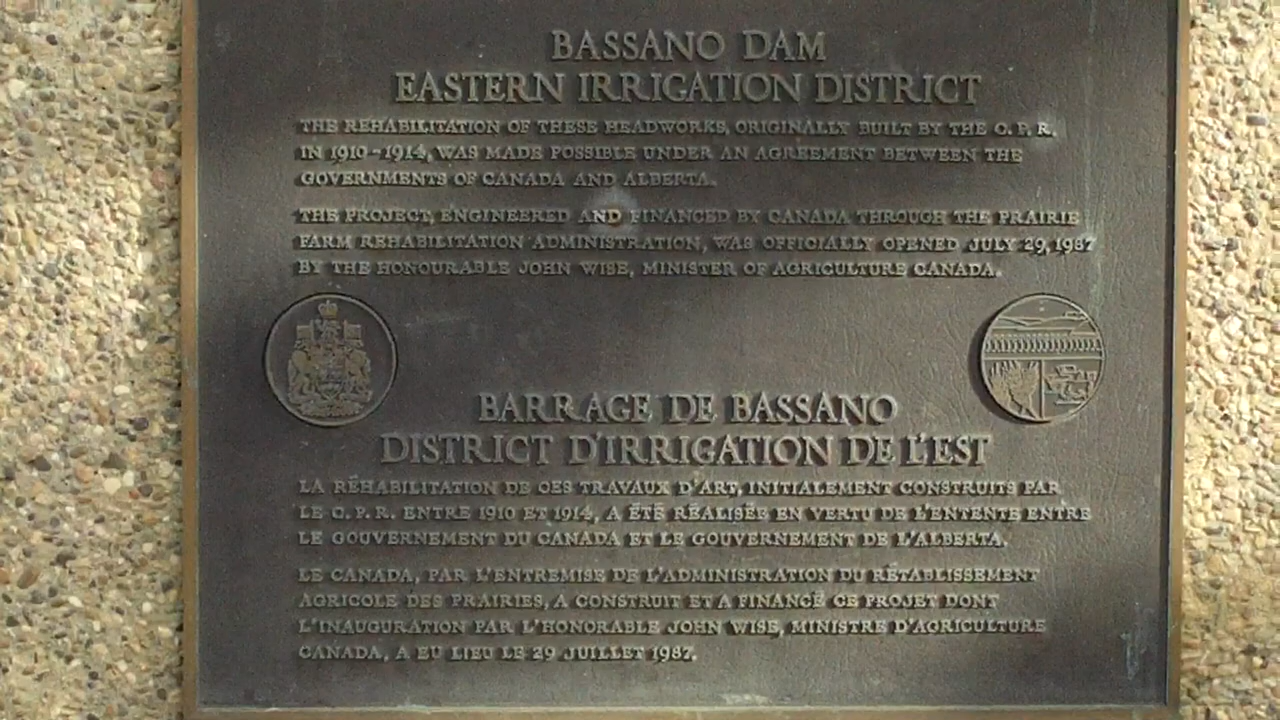 BASSANO DAM
EASTERN IRRIGATION DISTRICT
THE REHABILITATION OF THESE HEADWORKS, ORIGINALLY BUILT BY THE C. P. R.
IN 1910-1914, WAS MADE POSSIBLE UNDER AN AGREEMENT BETWEEN THE
GOVERNMENTS OF CANADA AND ALBERTA.
THE PROJECT, ENGINEERED AND FINANCED BY CANADA THROUGH THE PRAIRIE
FARM REHABILITATION ADMINISTRATION, WAS OFFICIALLY OPENED JULY 29, 1987
BY THE HONOURABLE JOHN WISE, MINISTER OF AGRICULTURE CANADA.
BARRAGE DE BASSANO
DISTRICT D'IRRIGATION DE L'EST
LA RÉHABILITATION DE CES TRAVAUX D'ART, INITIALEMENT CONSTRUITS PAR
LE C. P. R. ENTRE 1910 ET 1914, A ÉTÉ RÉALISÉE EN VERTU DE L'ENTENTE ENTRE
LE GOUVERNEMENT DU CANADA ET LE GOUVERNEMENT DE L'ALBERTA.
LE CANADA, PAR L'ENTREMISE DE L'ADMINISTRATION DU RÉTABLISSEMENT
AGRICOLE DES PRAIRIES, A CONSTRUIT ET A FINANCÉ CE PROJET DONT
L'INAUGURATION PAR L'HONORABLE JOHN WISE, MINISTRE D'AGRICULTURE
CANADA, A EU LIEU LE 29 JUILLET 1987.